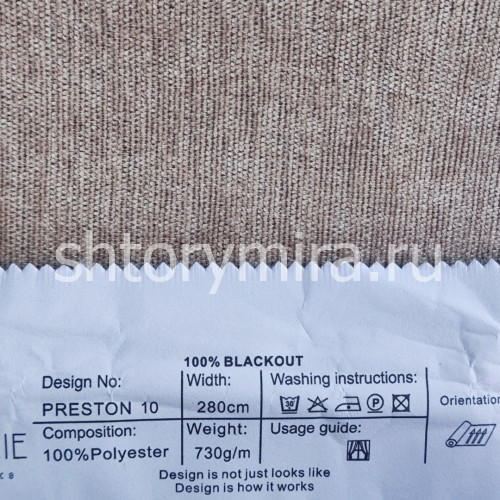 shtorymira.ru
100% BLACKOUT
Design No: Width: Washing instructions:
PRESTON 10 280cm 30 P Orientation
Composition: Weight: Usage guide:
100%Polyester 730g/m
Design is not just looks like
Design is how it works